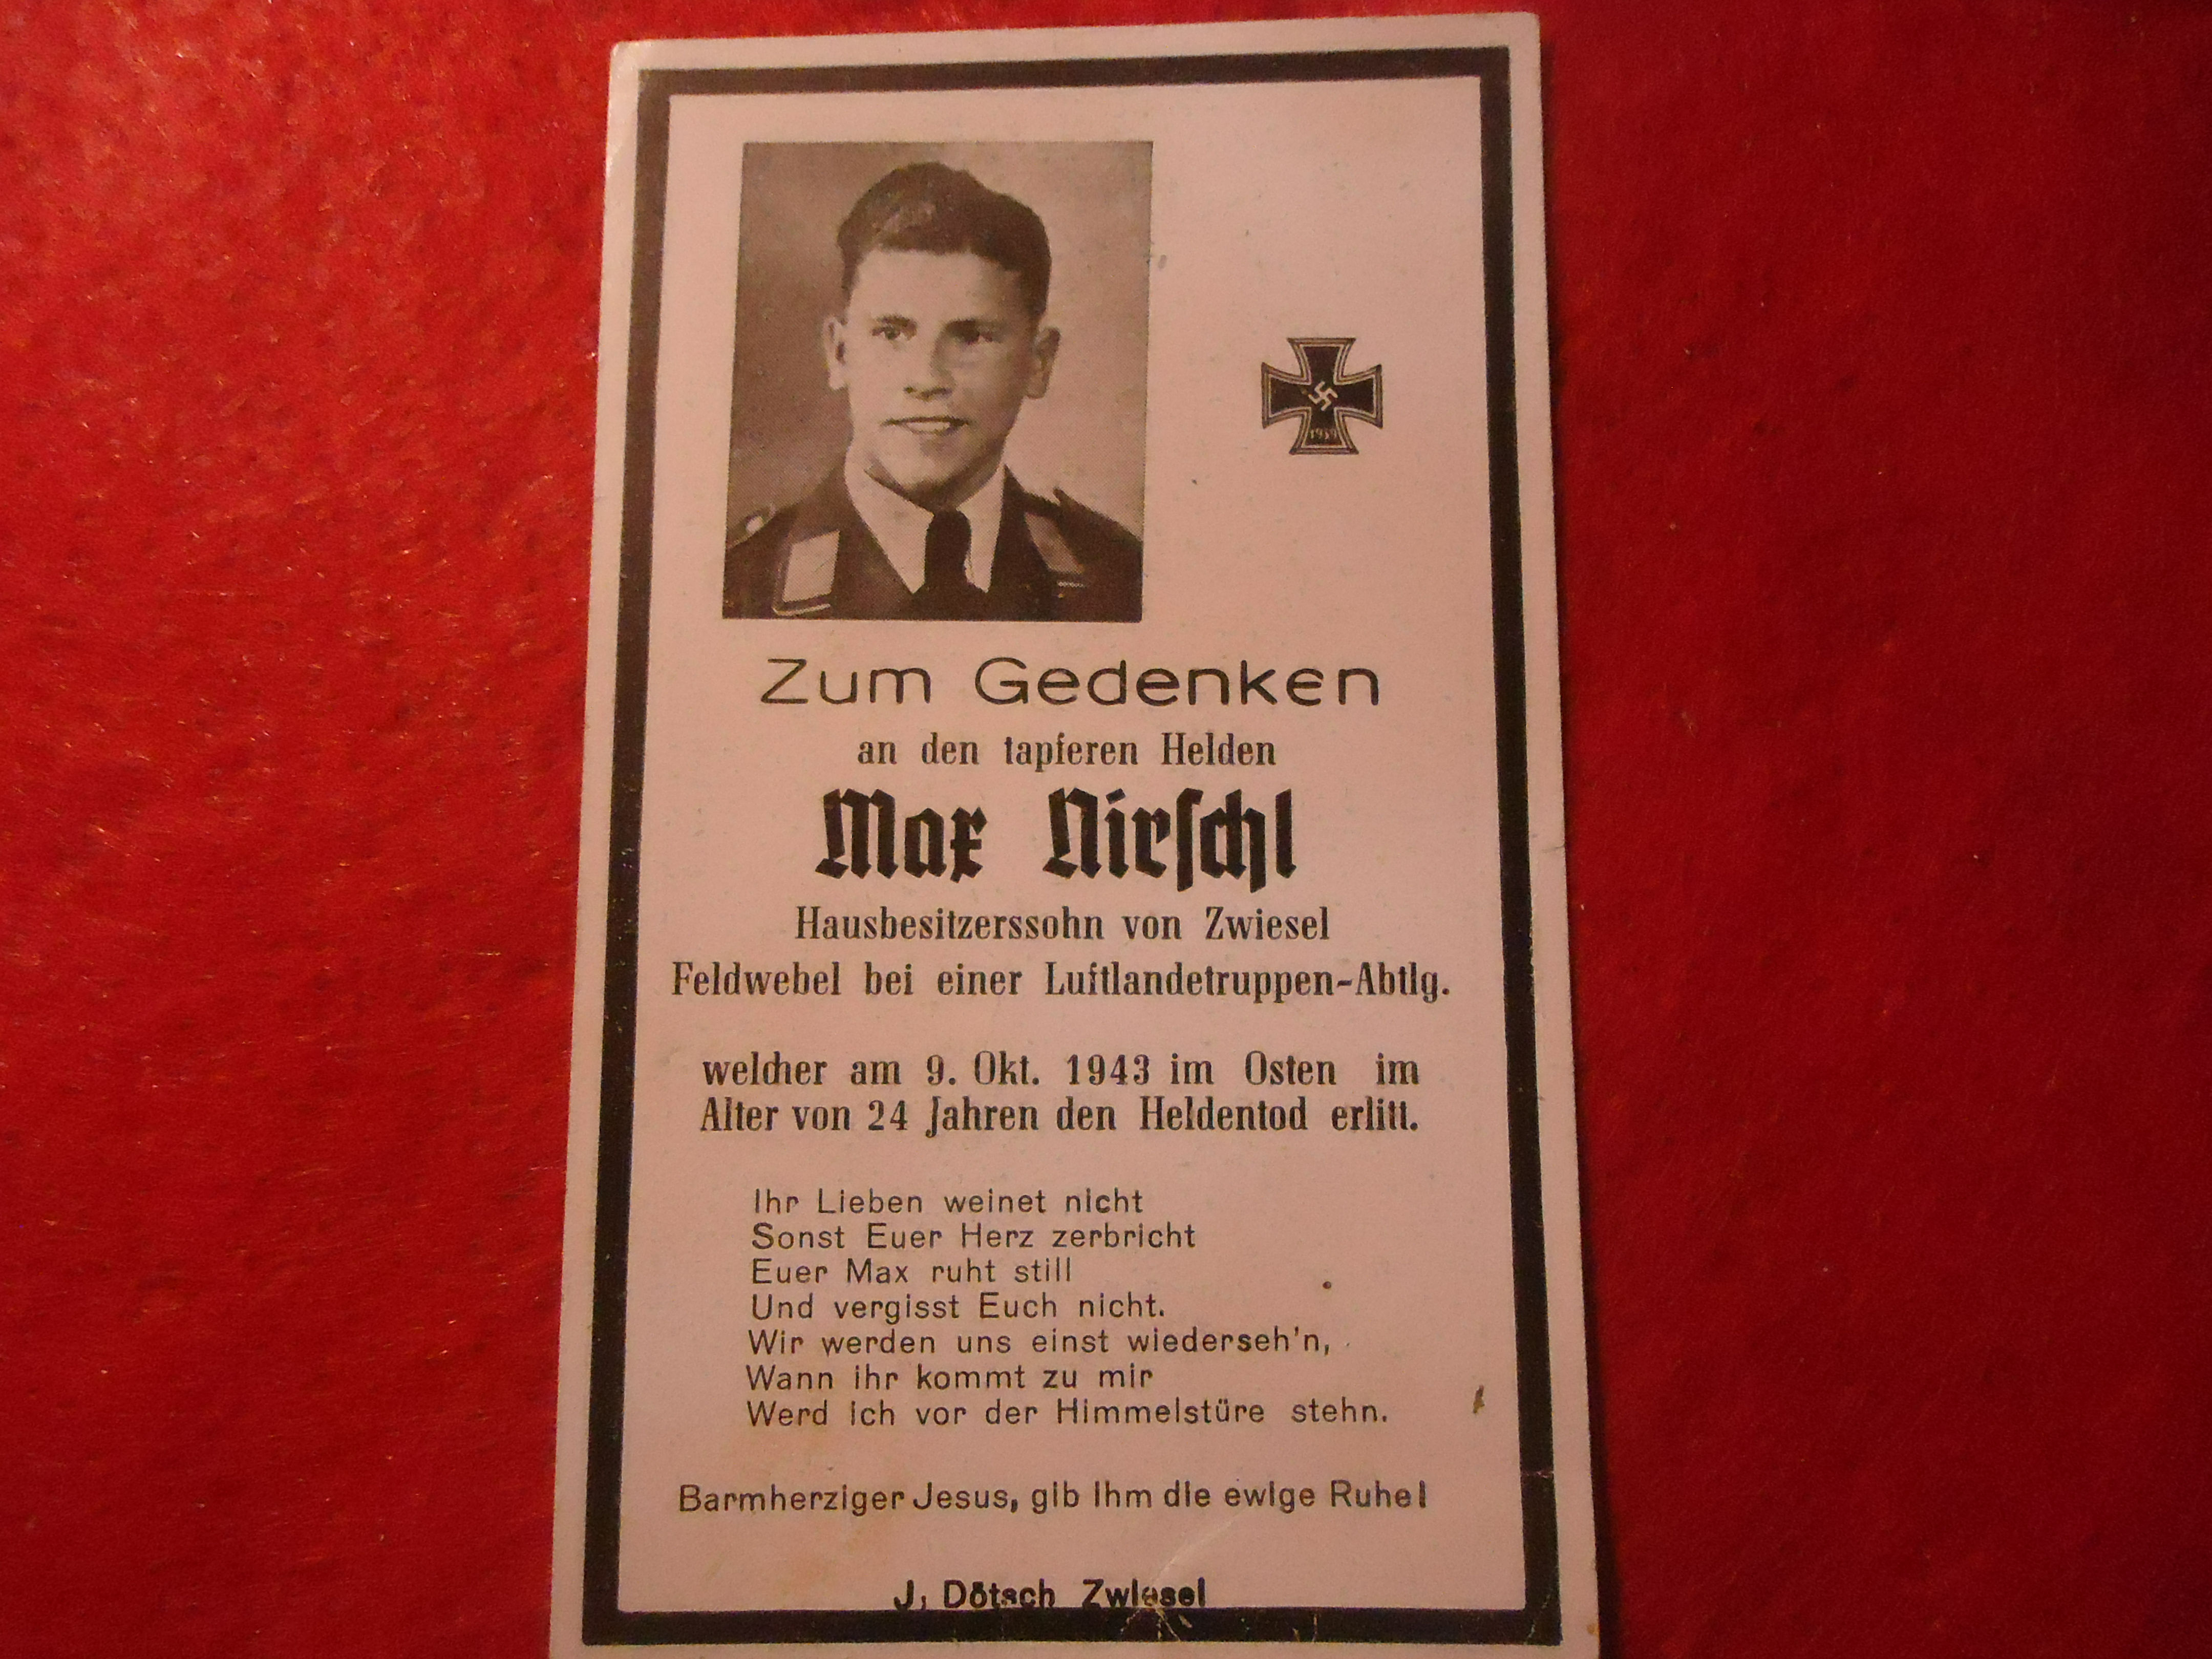 1939
Zum Gedenken
an den tapferen Helden
Max Nirschl
Hausbesitzerssohn von Zwiesel
Feldwebel bei einer Luftlandetruppen-Abtlg.
welcher am 9. Okt. 1943 im Osten im
Alter von 24 Jahren den Heldentod erlitt.
Ihr Lieben weinet nicht
Sonst Euer Herz zerbricht
Euer Max ruht still
Und vergisst Euch nicht.
Wir werden uns einst wiederseh'n,
Wann ihr kommt zu mir
Werd ich vor der Himmelstüre stehn.
Barmherziger Jesus, gib Ihm die ewige Ruhe!
J. Dötsch Zwiesel